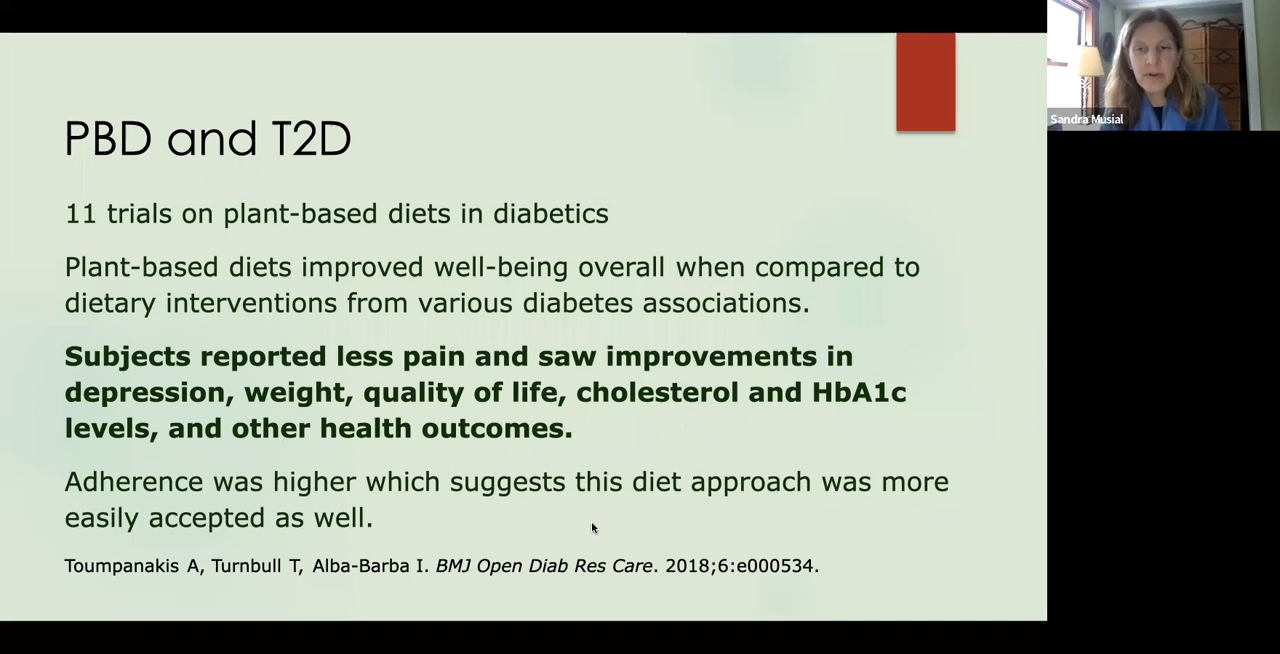 PBD and T2D
11 trials on plant-based diets in diabetics
Plant-based diets improved well-being overall when compared to
dietary interventions from various diabetes associations.
Subjects reported less pain and saw improvements in
depression, weight, quality of life, cholesterol and HbA1c
levels, and other health outcomes.
Adherence was higher which suggests this diet approach was more
easily accepted as well.
Toumpanakis A, Turnbull T, Alba-Barba I. BMJ Open Diab Res Care. 2018;6:e000534.
Sandra Musial